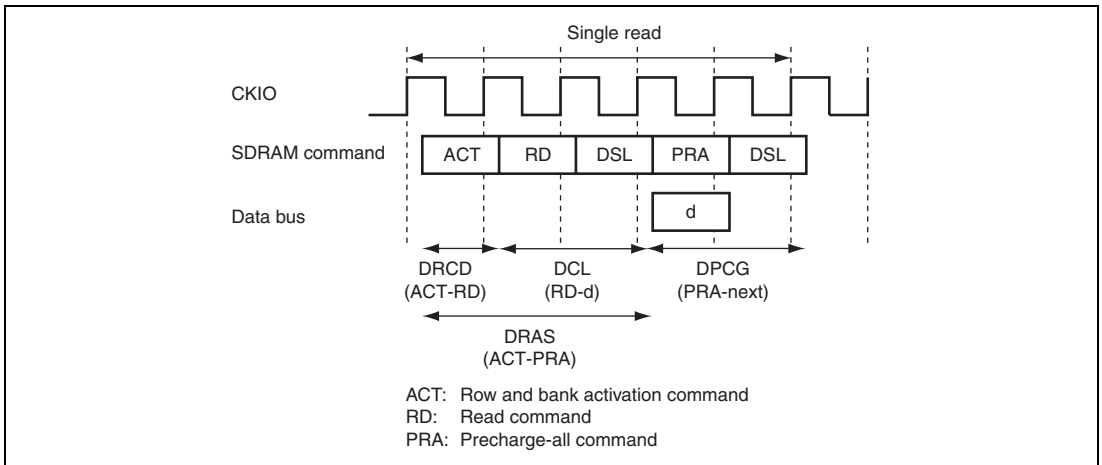 Single read
CKIO
SDRAM command
ACT RD DSL PRA DSL
Data bus
d
DRCD DCL DPCG
(ACT-RD) (RD-d) (PRA-next)
DRAS
(ACT-PRA)
ACT: Row and bank activation command
RD: Read command
PRA: Precharge-all command